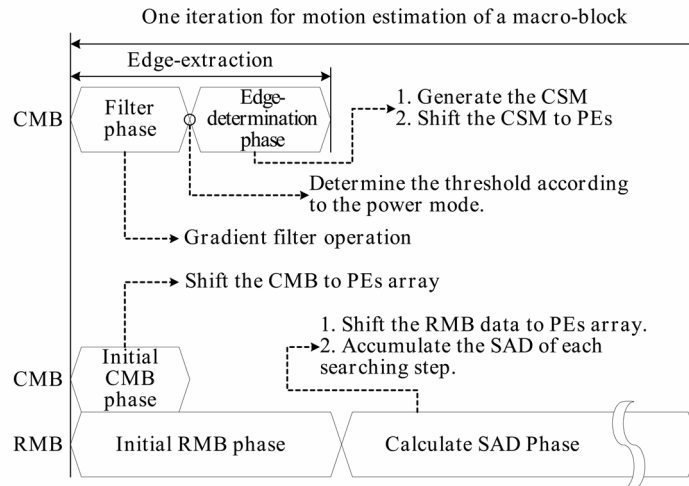 One iteration for motion estimation of a macro-block
Edge-extraction
CMB
Filter
phase
Edge-
determination
phase
1. Generate the CSM
2. Shift the CSM to PEs
Determine the threshold according
to the power mode.
Gradient filter operation
Shift the CMB to PEs array
1. Shift the RMB data to PEs array.
2. Accumulate the SAD of each
searching step.
CMB
Initial
CMB
phase
RMB
Initial RMB phase
Calculate SAD Phase